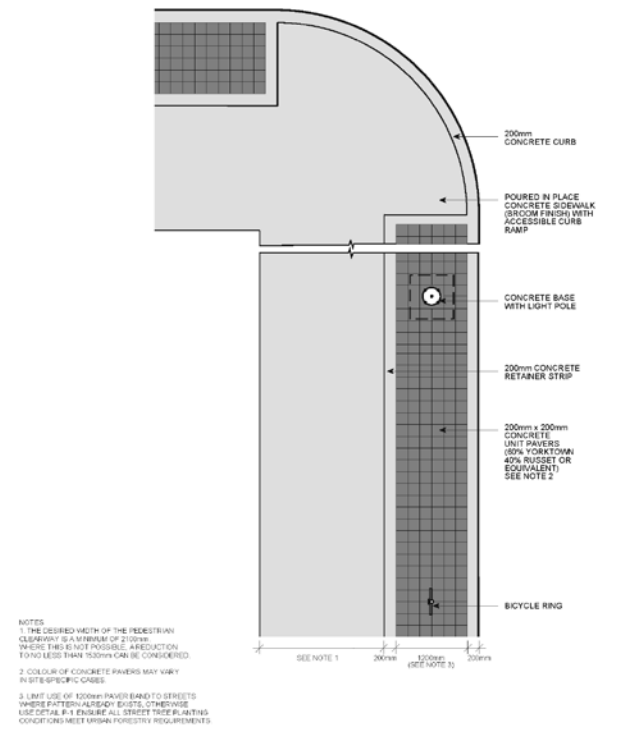 200mm
CONCRETE CURB
POURED IN PLACE
CONCRETE SIDEWALK
(BROOM FINISH) WITH
ACCESSIBLE CURB
RAMP
CONCRETE BASE
WITH LIGHT POLE
200mm CONCRETE
RETAINER STRIP
200mm x 200mm
CONCRETE
UNIT PAVERS
(60% YORKTOWN
40% RUSSET OR
EQUIVALENT)
SEE NOTE 2
BICYCLE RING
SEE NOTE 1
200mm
1200mm
(SEE NOTE 3)
200mm
NOTES
1. THE DESIRED WIDTH OF THE PEDESTRIAN
CLEARWAY IS A MINIMUM OF 2100mm.
WHERE THIS IS NOT POSSIBLE, A REDUCTION
TO NO LESS THAN 1530mm CAN BE CONSIDERED.
2. COLOUR OF CONCRETE PAVERS MAY VARY
IN SITE-SPECIFIC CASES.
3. LIMIT USE OF 1200mm PAVER BAND TO STREETS
WHERE PATTERN ALREADY EXISTS, OTHERWISE
USE DETAIL P-1. ENSURE ALL STREET TREE PLANTING
CONDITIONS MEET URBAN FORESTRY REQUIREMENTS